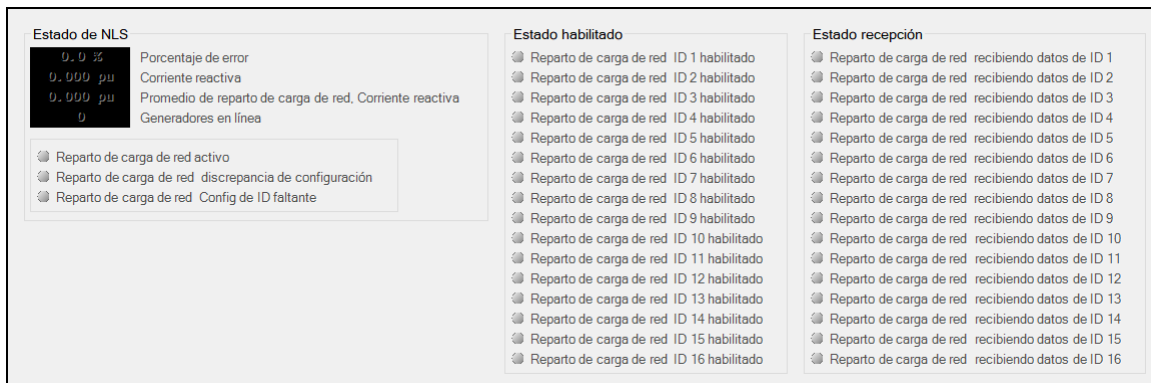 Estado de NLS
0.0 % Porcentaje de error
0.000 pu Corriente reactiva
0.000 pu Promedio de reparto de carga de red, Corriente reactiva
0 Generadores en línea
Reparto de carga de red activo
Reparto de carga de red discrepancia de configuración
Reparto de carga de red Config de ID faltante
Estado habilitado
Reparto de carga de red ID 1 habilitado
Reparto de carga de red ID 2 habilitado
Reparto de carga de red ID 3 habilitado
Reparto de carga de red ID 4 habilitado
Reparto de carga de red ID 5 habilitado
Reparto de carga de red ID 6 habilitado
Reparto de carga de red ID 7 habilitado
Reparto de carga de red ID 8 habilitado
Reparto de carga de red ID 9 habilitado
Reparto de carga de red ID 10 habilitado
Reparto de carga de red ID 11 habilitado
Reparto de carga de red ID 12 habilitado
Reparto de carga de red ID 13 habilitado
Reparto de carga de red ID 14 habilitado
Reparto de carga de red ID 15 habilitado
Reparto de carga de red ID 16 habilitado
Estado recepción
Reparto de carga de red recibiendo datos de ID 1
Reparto de carga de red recibiendo datos de ID 2
Reparto de carga de red recibiendo datos de ID 3
Reparto de carga de red recibiendo datos de ID 4
Reparto de carga de red recibiendo datos de ID 5
Reparto de carga de red recibiendo datos de ID 6
Reparto de carga de red recibiendo datos de ID 7
Reparto de carga de red recibiendo datos de ID 8
Reparto de carga de red recibiendo datos de ID 9
Reparto de carga de red recibiendo datos de ID 10
Reparto de carga de red recibiendo datos de ID 11
Reparto de carga de red recibiendo datos de ID 12
Reparto de carga de red recibiendo datos de ID 13
Reparto de carga de red recibiendo datos de ID 14
Reparto de carga de red recibiendo datos de ID 15
Reparto de carga de red recibiendo datos de ID 16